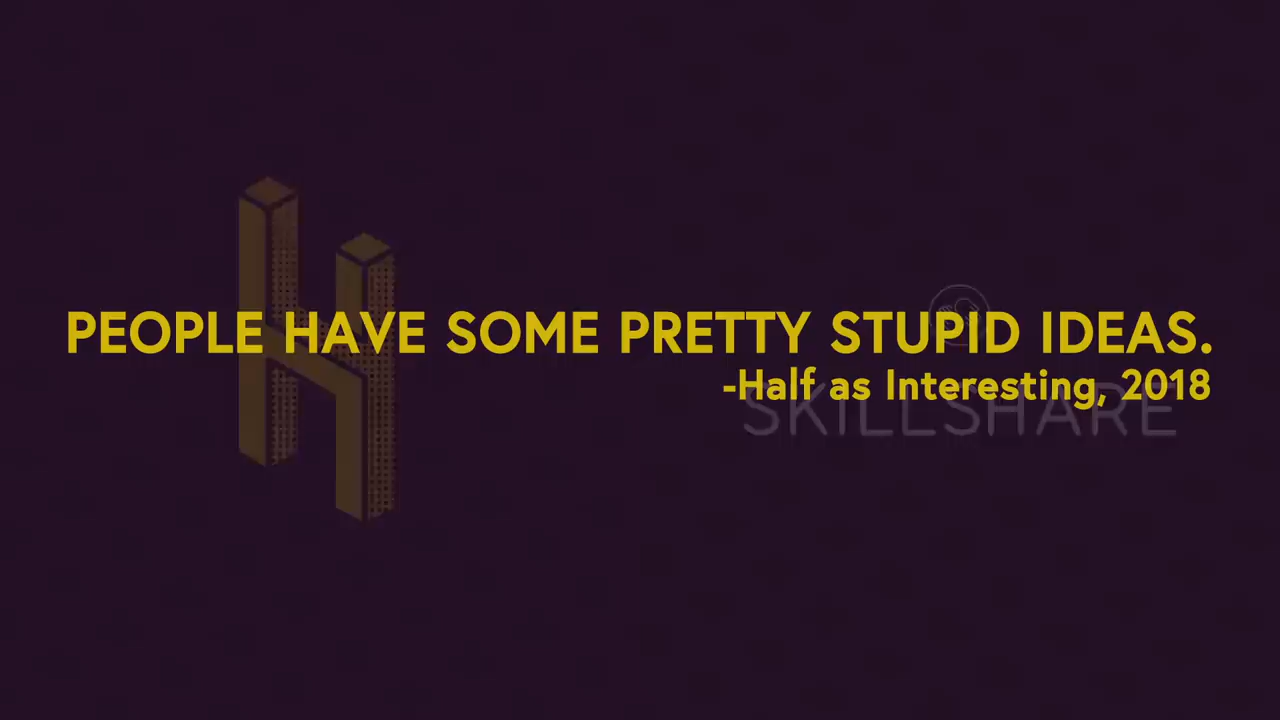 PEOPLE HAVE SOME PRETTY STUPID IDEAS.
-Half as Interesting, 2018
SKILLSHARE